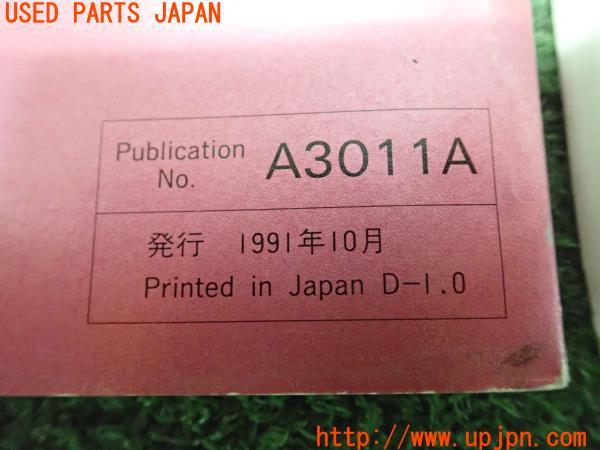 USED PARTS JAPAN
Publication No. A3011A
発行 1991年10月
Printed in Japan D-1.0
http://www.upjpn.com/